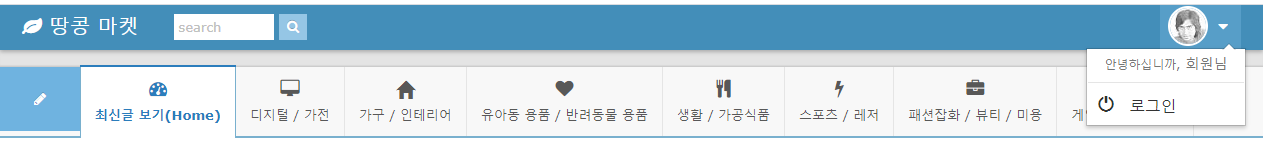 땅콩 마켓
search
안녕하십니까, 회원님
로그인
최신글 보기(Home)
디지털 / 가전
가구 / 인테리어
유아동 용품 / 반려동물 용품
생활 / 가공식품
스포츠 / 레저
패션잡화 / 뷰티 / 미용